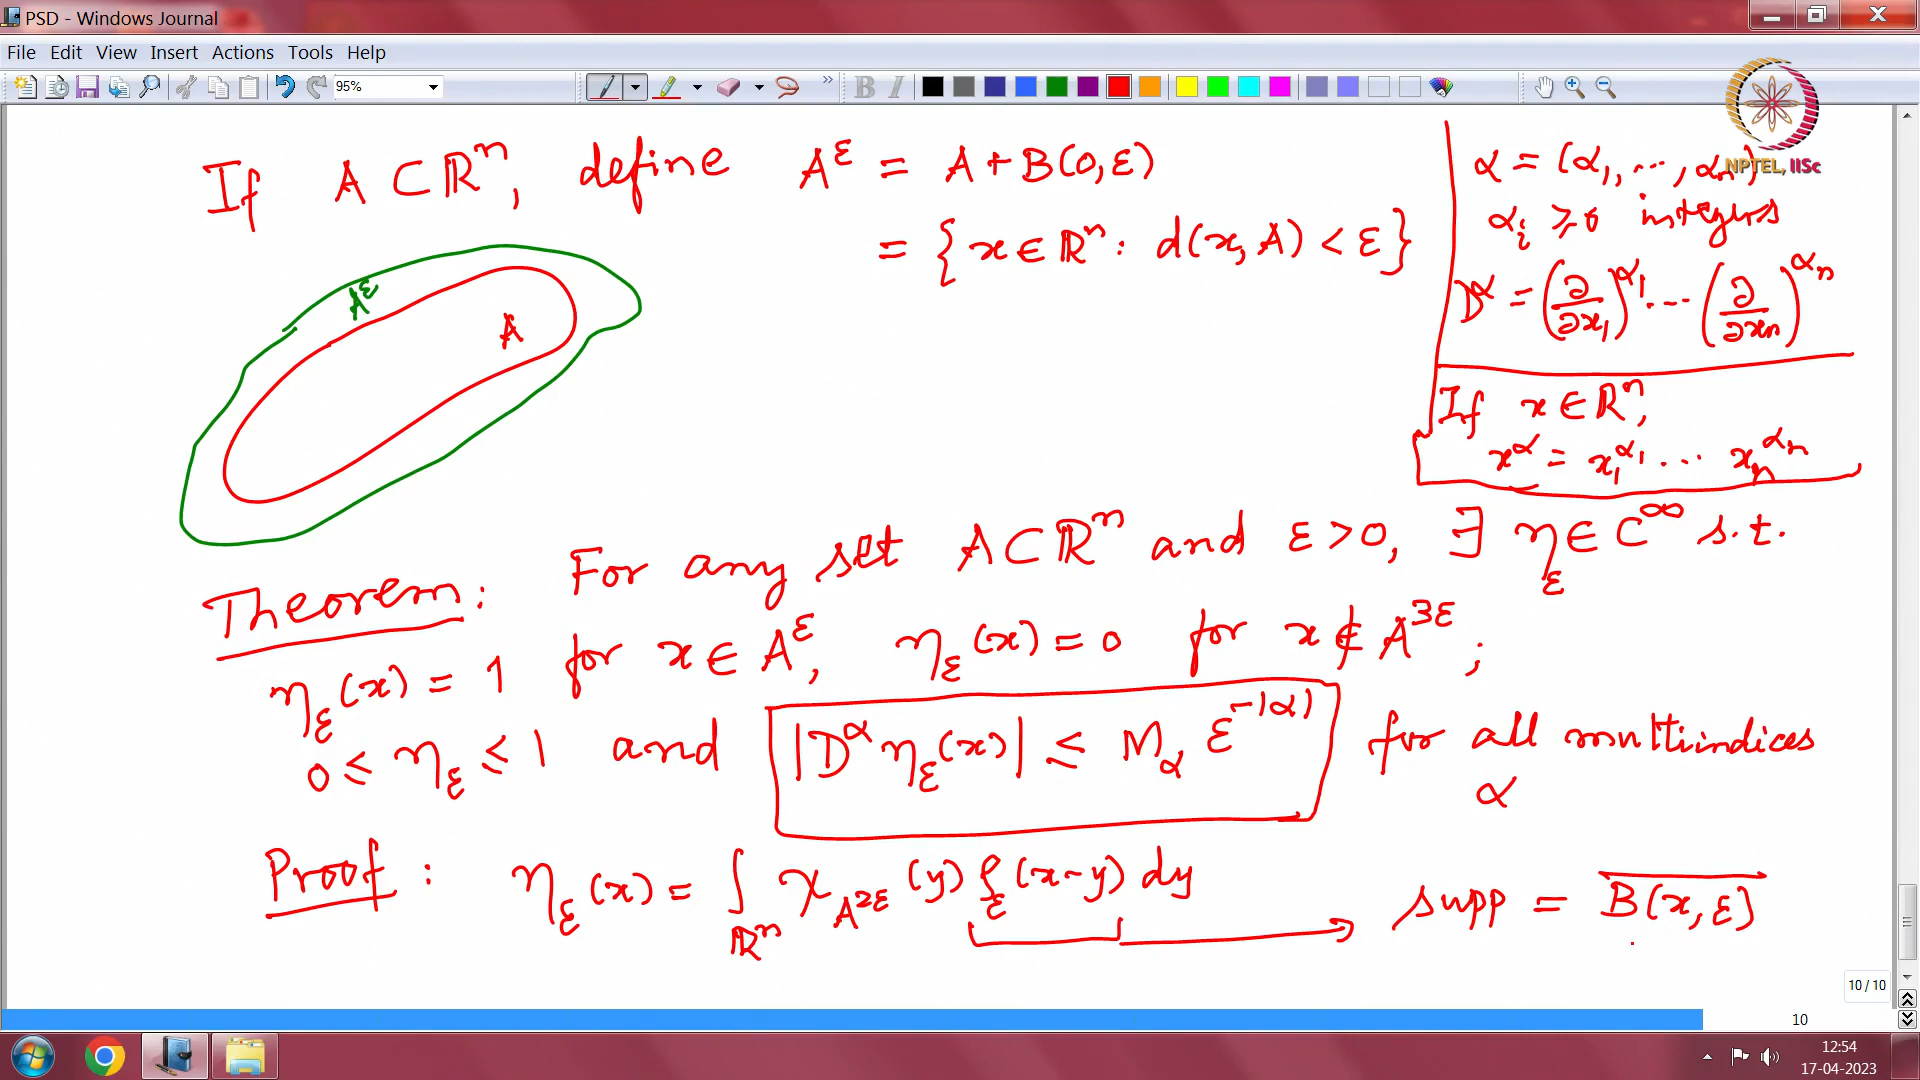 PSD - Windows Journal
File Edit View Insert Actions Tools Help
95%
NPTEL, IISc
If A ⊂ ℝⁿ, define A^ε = A + B(0,ε)
= { x ∈ ℝⁿ : d(x,A) < ε }
α = (α₁, ..., αₙ)
αᵢ ≥ 0 integers
D^α = (∂/∂x₁)^α₁ ... (∂/∂xₙ)^αₙ
If x ∈ ℝⁿ,
x^α = x₁^α₁ ... xₙ^αₙ
A^ε
A
Theorem : For any set A ⊂ ℝⁿ and ε > 0, ∃ η_ε ∈ C^∞ s.t.
η_ε(x) = 1 for x ∈ A^ε, η_ε(x) = 0 for x ∉ A^3ε ;
0 ≤ η_ε ≤ 1 and |D^α η_ε(x)| ≤ M_α ε^-|α| for all multiindices
α
Proof : η_ε(x) = ∫_ℝⁿ χ_A^2ε (y) ρ_ε (x-y) dy → supp = \overline{B(x,ε)}
10 / 10
10
12:54
17-04-2023